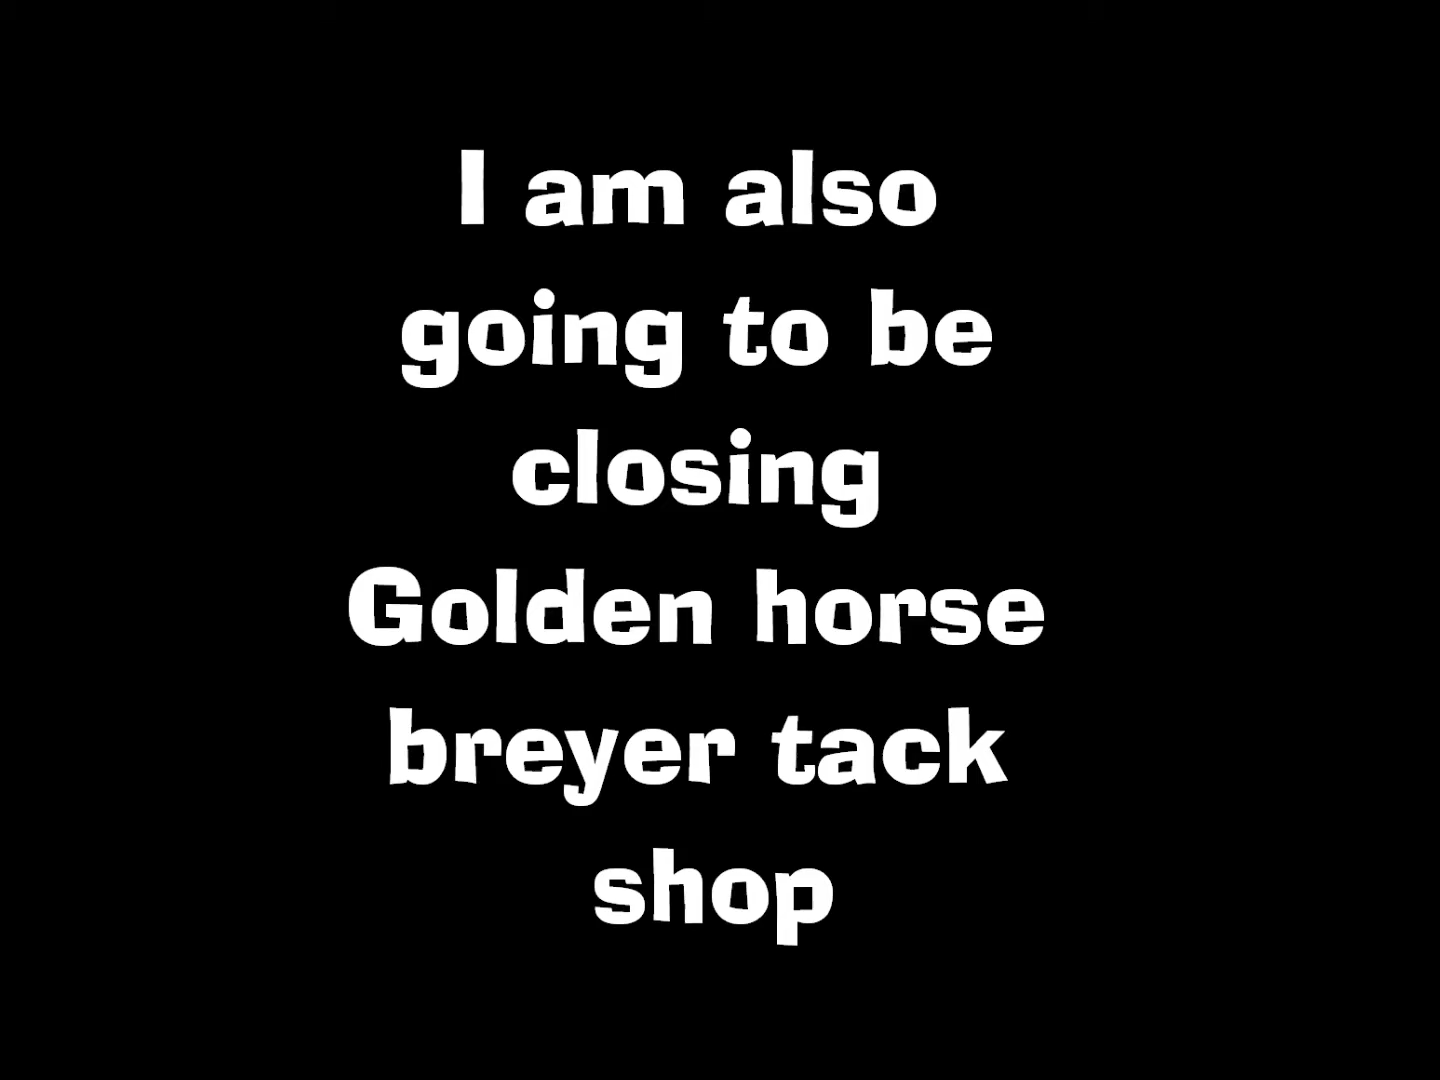 I am also
going to be
closing
Golden horse
breyer tack
shop